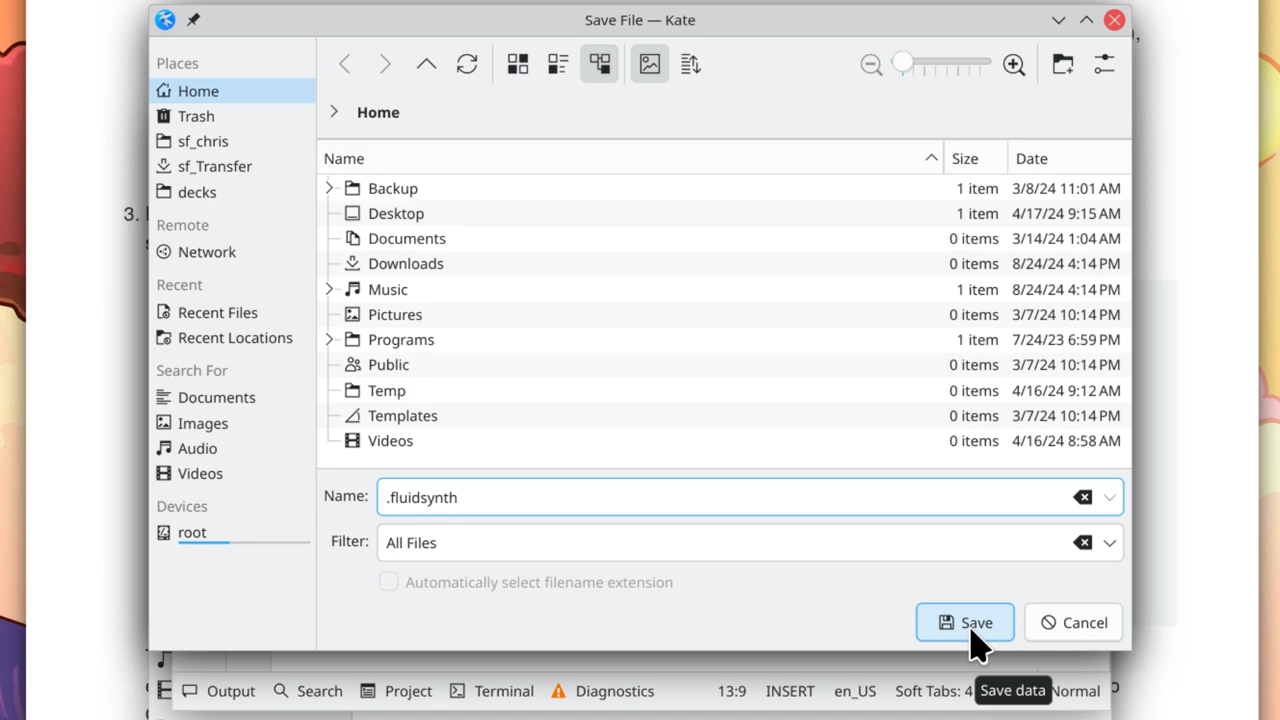 Save File — Kate
Places
Home
Trash
sf_chris
sf_Transfer
decks
Remote
Network
Recent
Recent Files
Recent Locations
Search For
Documents
Images
Audio
Videos
Devices
root
Home
Name Size Date
Backup 1 item 3/8/24 11:01 AM
Desktop 1 item 4/17/24 9:15 AM
Documents 0 items 3/14/24 1:04 AM
Downloads 0 items 8/24/24 4:14 PM
Music 1 item 8/24/24 4:14 PM
Pictures 0 items 3/7/24 10:14 PM
Programs 1 item 7/24/23 6:59 PM
Public 0 items 3/7/24 10:14 PM
Temp 0 items 4/16/24 9:12 AM
Templates 0 items 3/7/24 10:14 PM
Videos 0 items 4/16/24 8:58 AM
Name: .fluidsynth
Filter: All Files
Automatically select filename extension
Save Cancel
3.
Output Search Project Terminal Diagnostics 13:9 INSERT en_US Soft Tabs: 4 Save data Normal